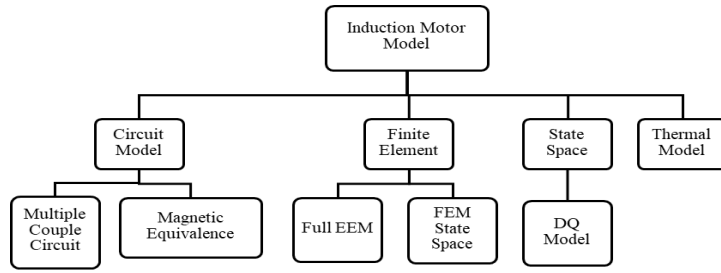 Induction Motor
Model
Circuit
Model
Finite
Element
State
Space
Thermal
Model
Multiple
Couple
Circuit
Magnetic
Equivalence
Full EEM
FEM
State
Space
DQ
Model